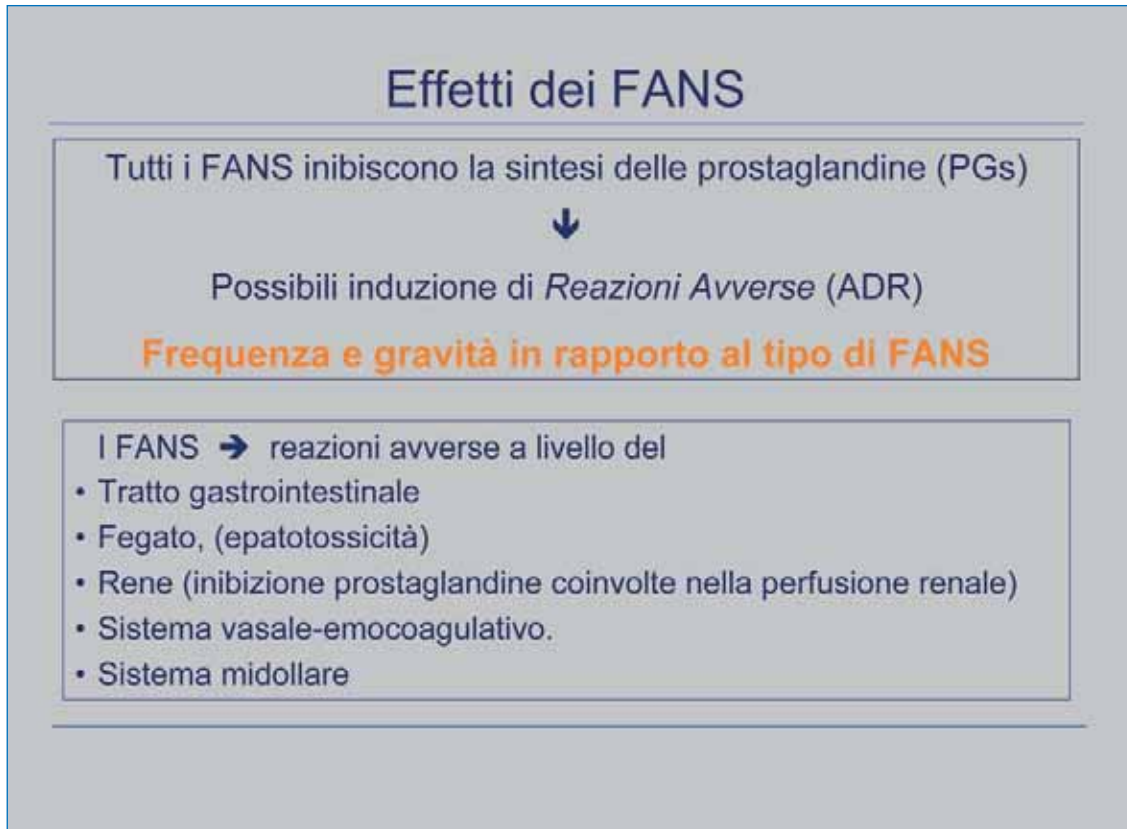 Effetti dei FANS
Tutti i FANS inibiscono la sintesi delle prostaglandine (PGs)
↓
Possibili induzione di Reazioni Avverse (ADR)
Frequenza e gravità in rapporto al tipo di FANS
I FANS → reazioni avverse a livello del
• Tratto gastrointestinale
• Fegato, (epatotossicità)
• Rene (inibizione prostaglandine coinvolte nella perfusione renale)
• Sistema vasale-emocoagulativo.
• Sistema midollare